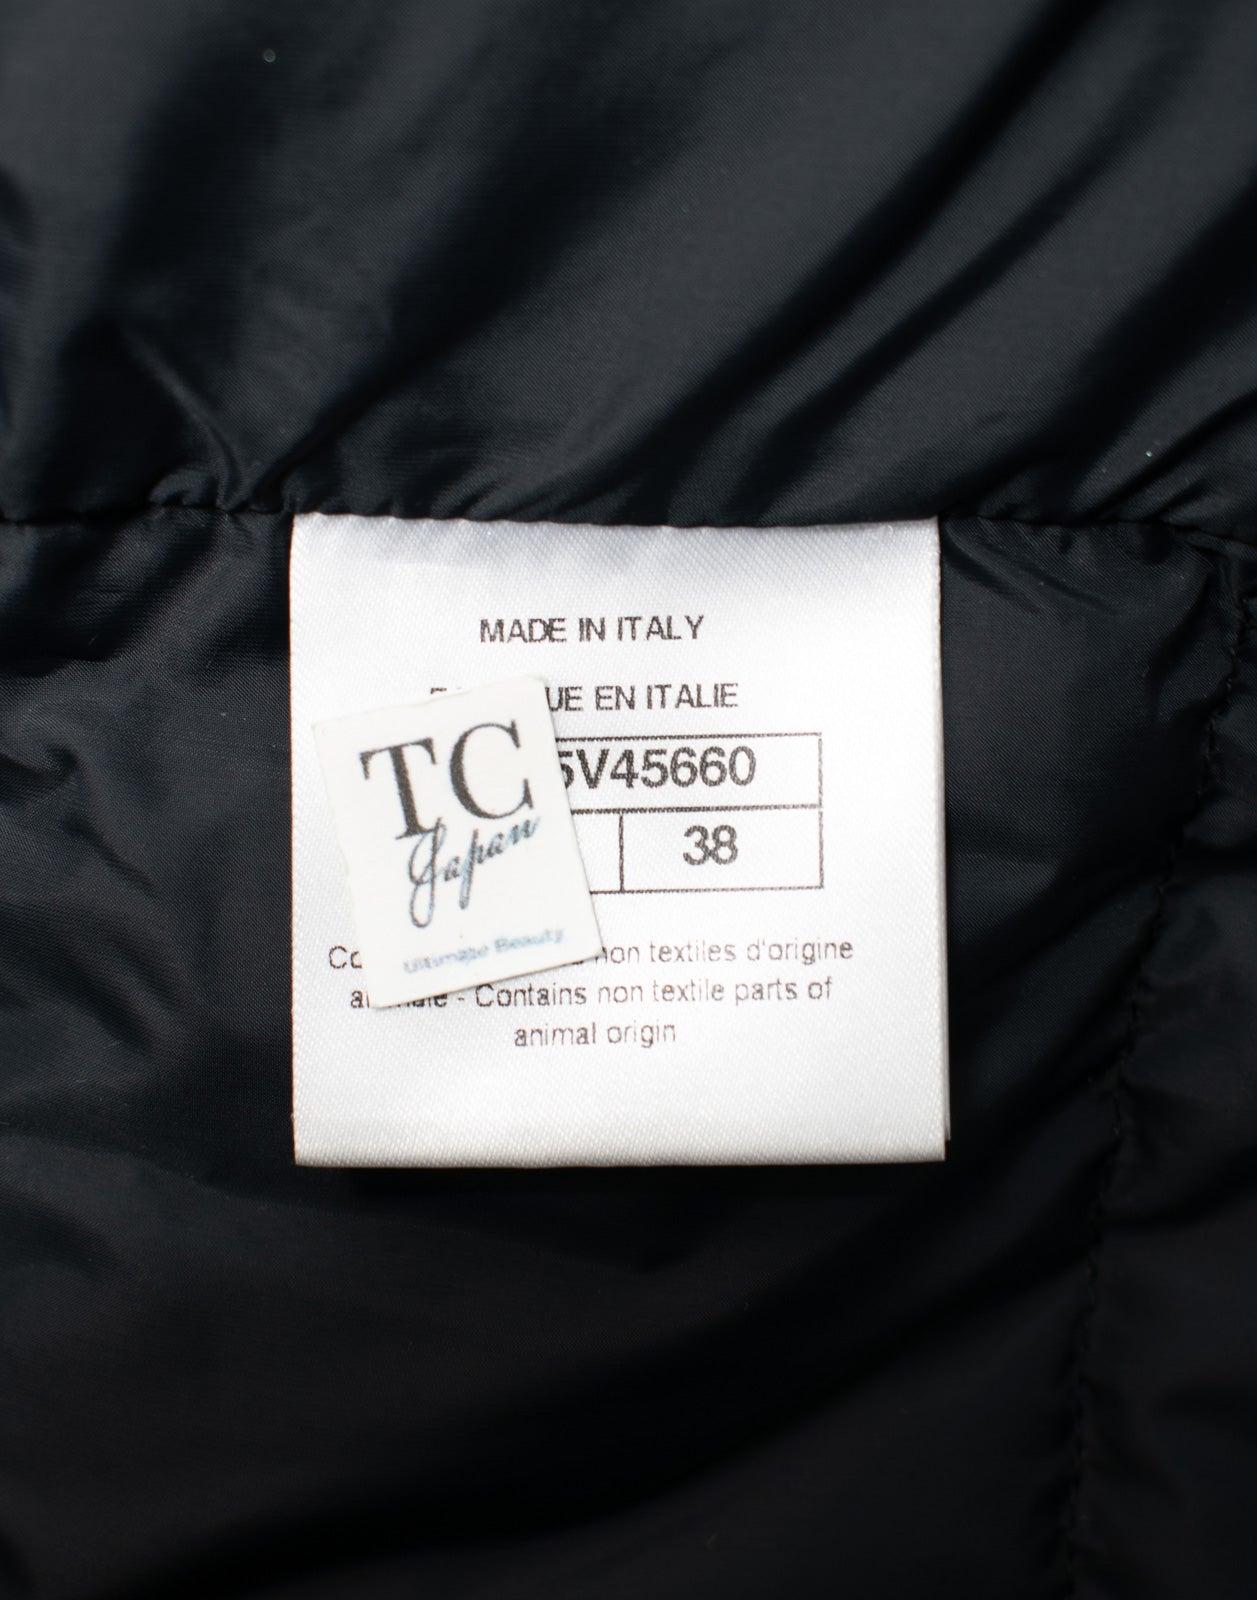 MADE IN ITALY
EN ITALIE
5V45660
38
TC
Japan
Ultimate Beauty
non textiles d'origine
- Contains non textile parts of
animal origin